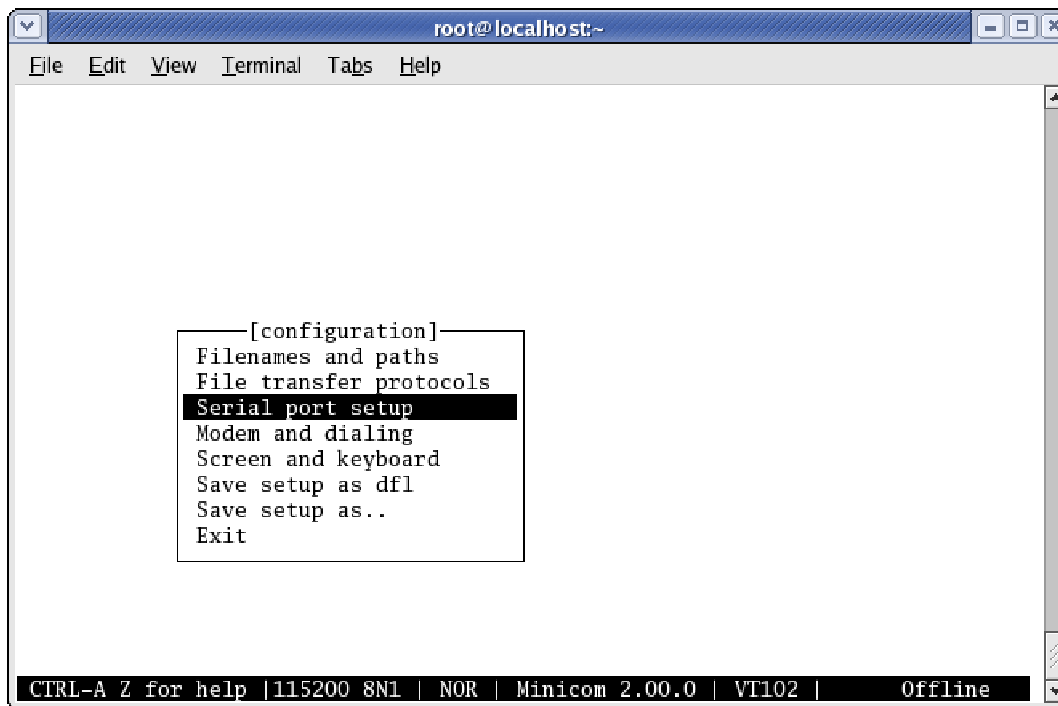 root@localhost:~
File Edit View Terminal Tabs Help
[configuration]
Filenames and paths
File transfer protocols
Serial port setup
Modem and dialing
Screen and keyboard
Save setup as dfl
Save setup as..
Exit
CTRL-A Z for help |115200 8N1 | NOR | Minicom 2.00.0 | VT102 | Offline